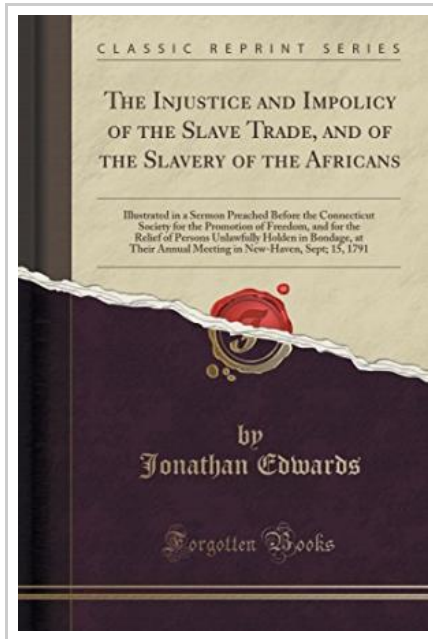 CLASSIC REPRINT SERIES
THE INJUSTICE AND IMPOLICY
OF THE SLAVE TRADE, AND OF
THE SLAVERY OF THE AFRICANS
Illustrated in a Sermon Preached Before the Connecticut
Society for the Promotion of Freedom, and for the
Relief of Persons Unlawfully Holden in Bondage, at
Their Annual Meeting in New-Haven, Sept; 15, 1791
by
Jonathan Edwards
Forgotten Books